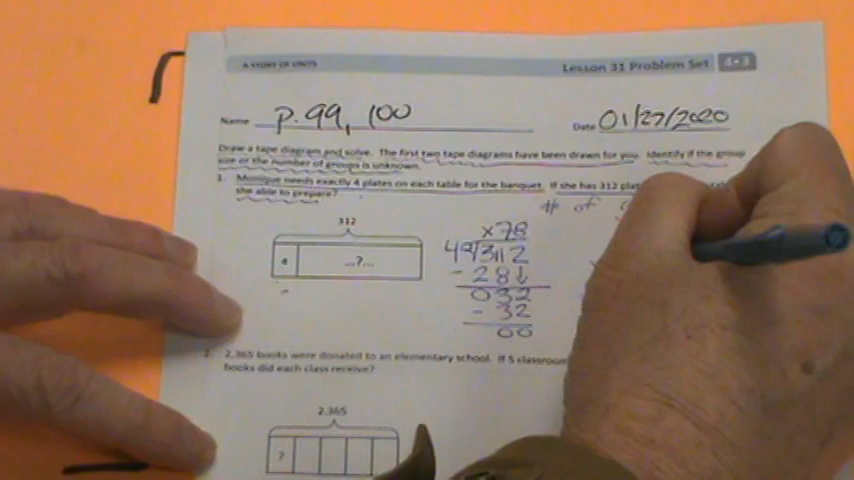 A STORY OF UNITS
Lesson 31 Problem Set 4•3
Name P. 99, 100 Date 01/27/2020
Draw a tape diagram and solve. The first two tape diagrams have been drawn for you. Identify if the group
size or the number of groups is unknown.
1. Monique needs exactly 4 plates on each table for the banquet. If she has 312
she able to prepare?
# of
312
4 ...?...
x78
4 312
- 28↓
032
- 32
00
2. 2,365 books were donated to an elementary school. If 5
books did each class receive?
2,365
?